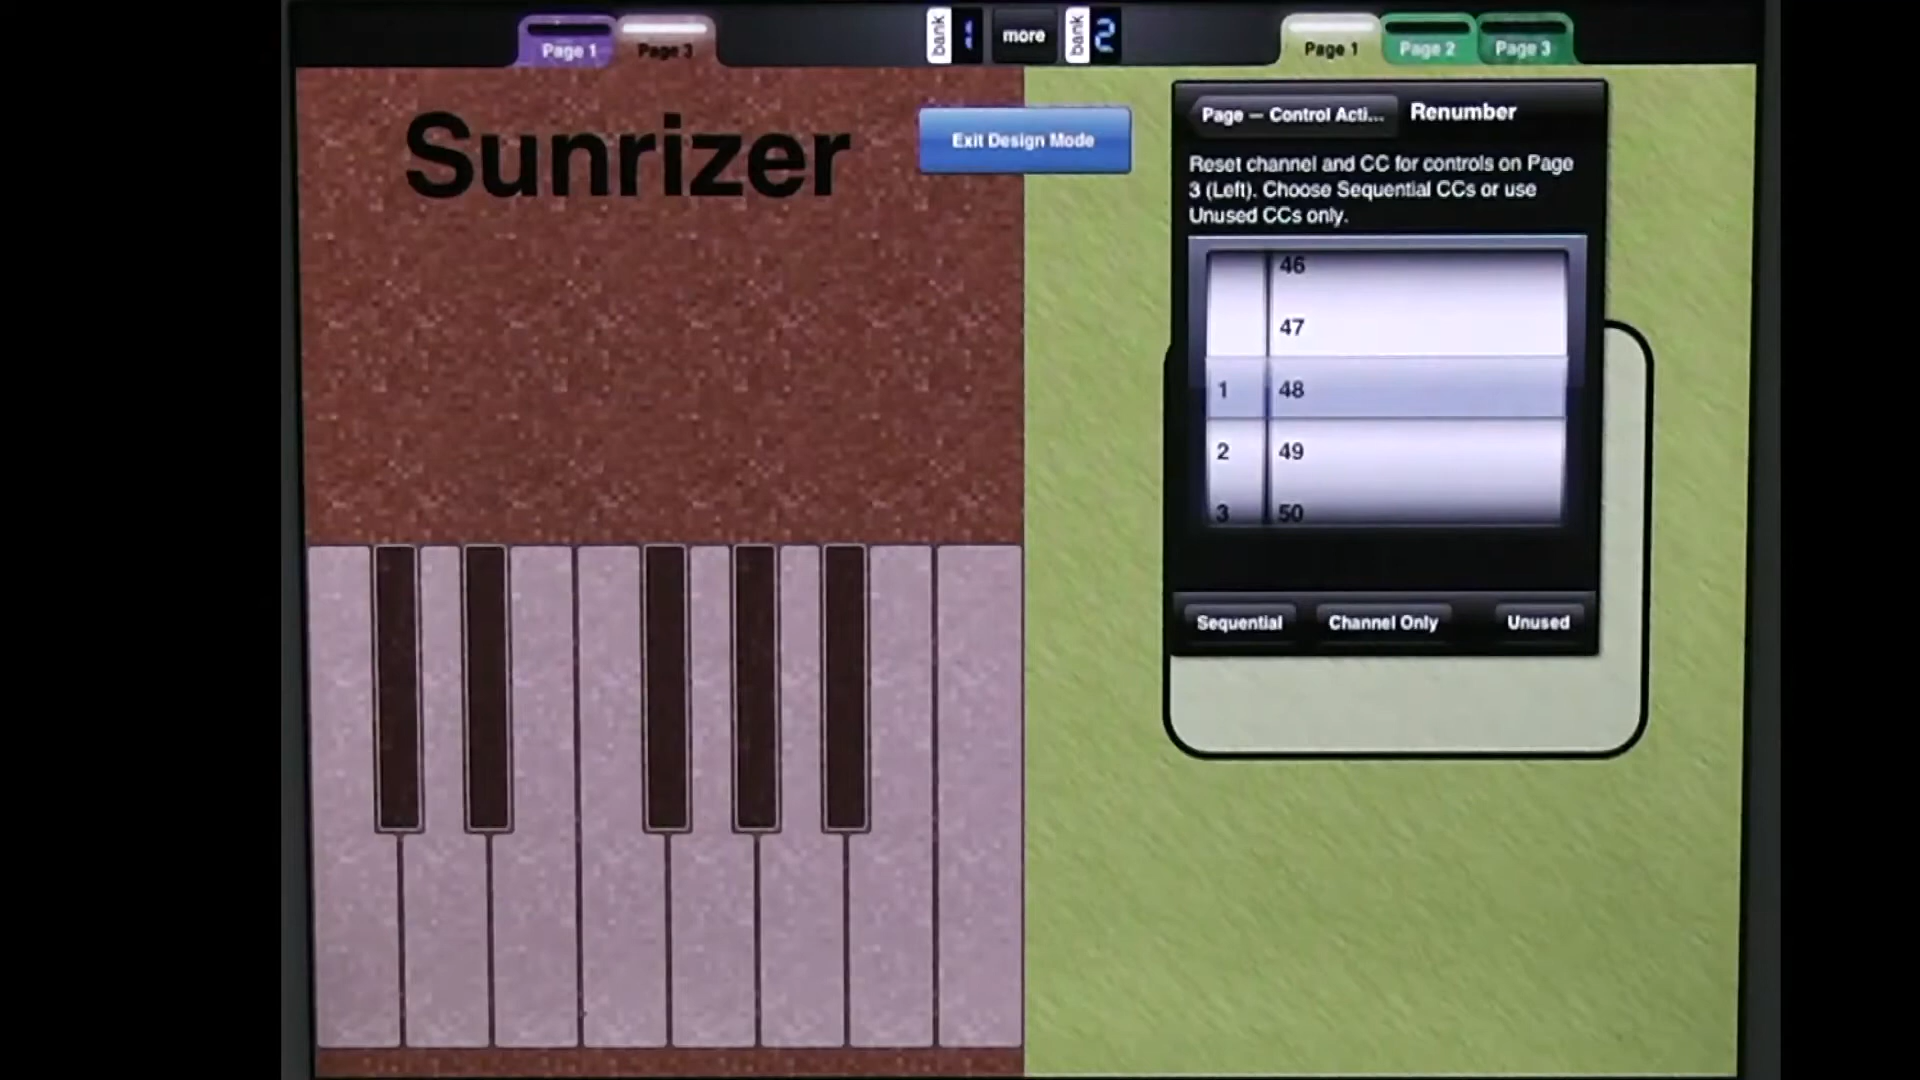 Page 1
Page 3
bank 1
more
bank 2
Page 1
Page 2
Page 3
Sunrizer
Exit Design Mode
Page — Control Acti...
Renumber
Reset channel and CC for controls on Page
3 (Left). Choose Sequential CCs or use
Unused CCs only.
46
47
1 48
2 49
3 50
Sequential
Channel Only
Unused